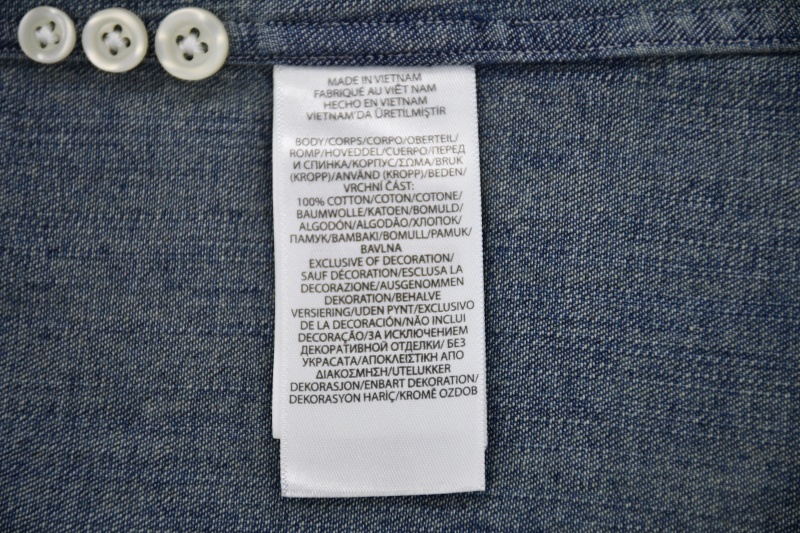 MADE IN VIETNAM
FABRIQUÉ AU VIÊT NAM
HECHO EN VIETNAM
VIETNAM'DA ÜRETİLMİŞTİR
BODY/CORPS/CORPO/OBERTEIL/
ROMP/HOVEDDEL/CUERPO/ПЕРЕД
И СПИНКА/КОРПУС/ΣΩΜΑ/BRUK
(KROPP)/ANVÄND (KROPP)/BEDEN/
VRCHNÍ ČÁST:
100% COTTON/COTON/COTONE/
BAUMWOLLE/KATOEN/BOMULD/
ALGODÓN/ALGODÃO/ХЛОПОК/
ПАМУК/ΒΑΜΒΑΚΙ/BOMULL/PAMUK/
BAVLNA
EXCLUSIVE OF DECORATION/
SAUF DÉCORATION/ESCLUSA LA
DECORAZIONE/AUSGENOMMEN
DEKORATION/BEHALVE
VERSIERING/UDEN PYNT/EXCLUSIVO
DE LA DECORACIÓN/NÃO INCLUI
DECORAÇÃO/ЗА ИСКЛЮЧЕНИЕМ
ДЕКОРАТИВНОЙ ОТДЕЛКИ/ БЕЗ
УКРАСАТА/ΑΠΟΚΛΕΙΣΤΙΚΗ ΑΠΟ
ΔΙΑΚΟΣΜΗΣΗ/UTELUKKER
DEKORASJON/ENBART DEKORATION/
DEKORASYON HARİÇ/KROMĚ OZDOB